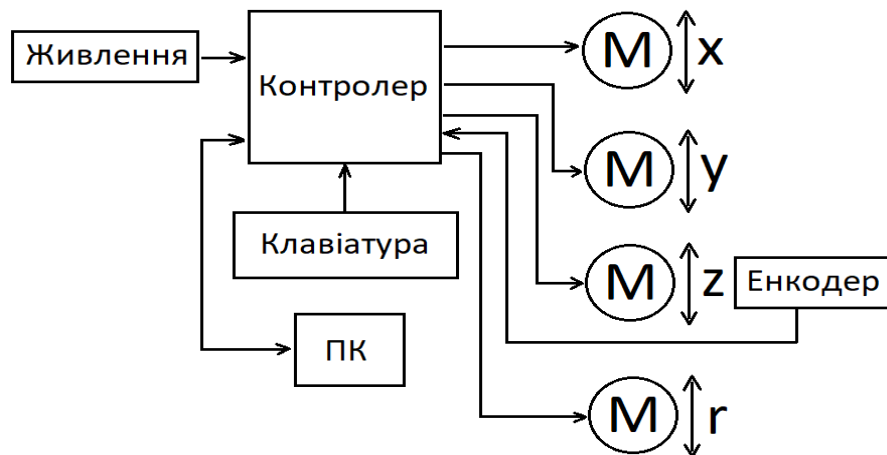 Живлення
Контролер
М
x
М
y
Клавіатура
М
z
Енкодер
ПК
М
r